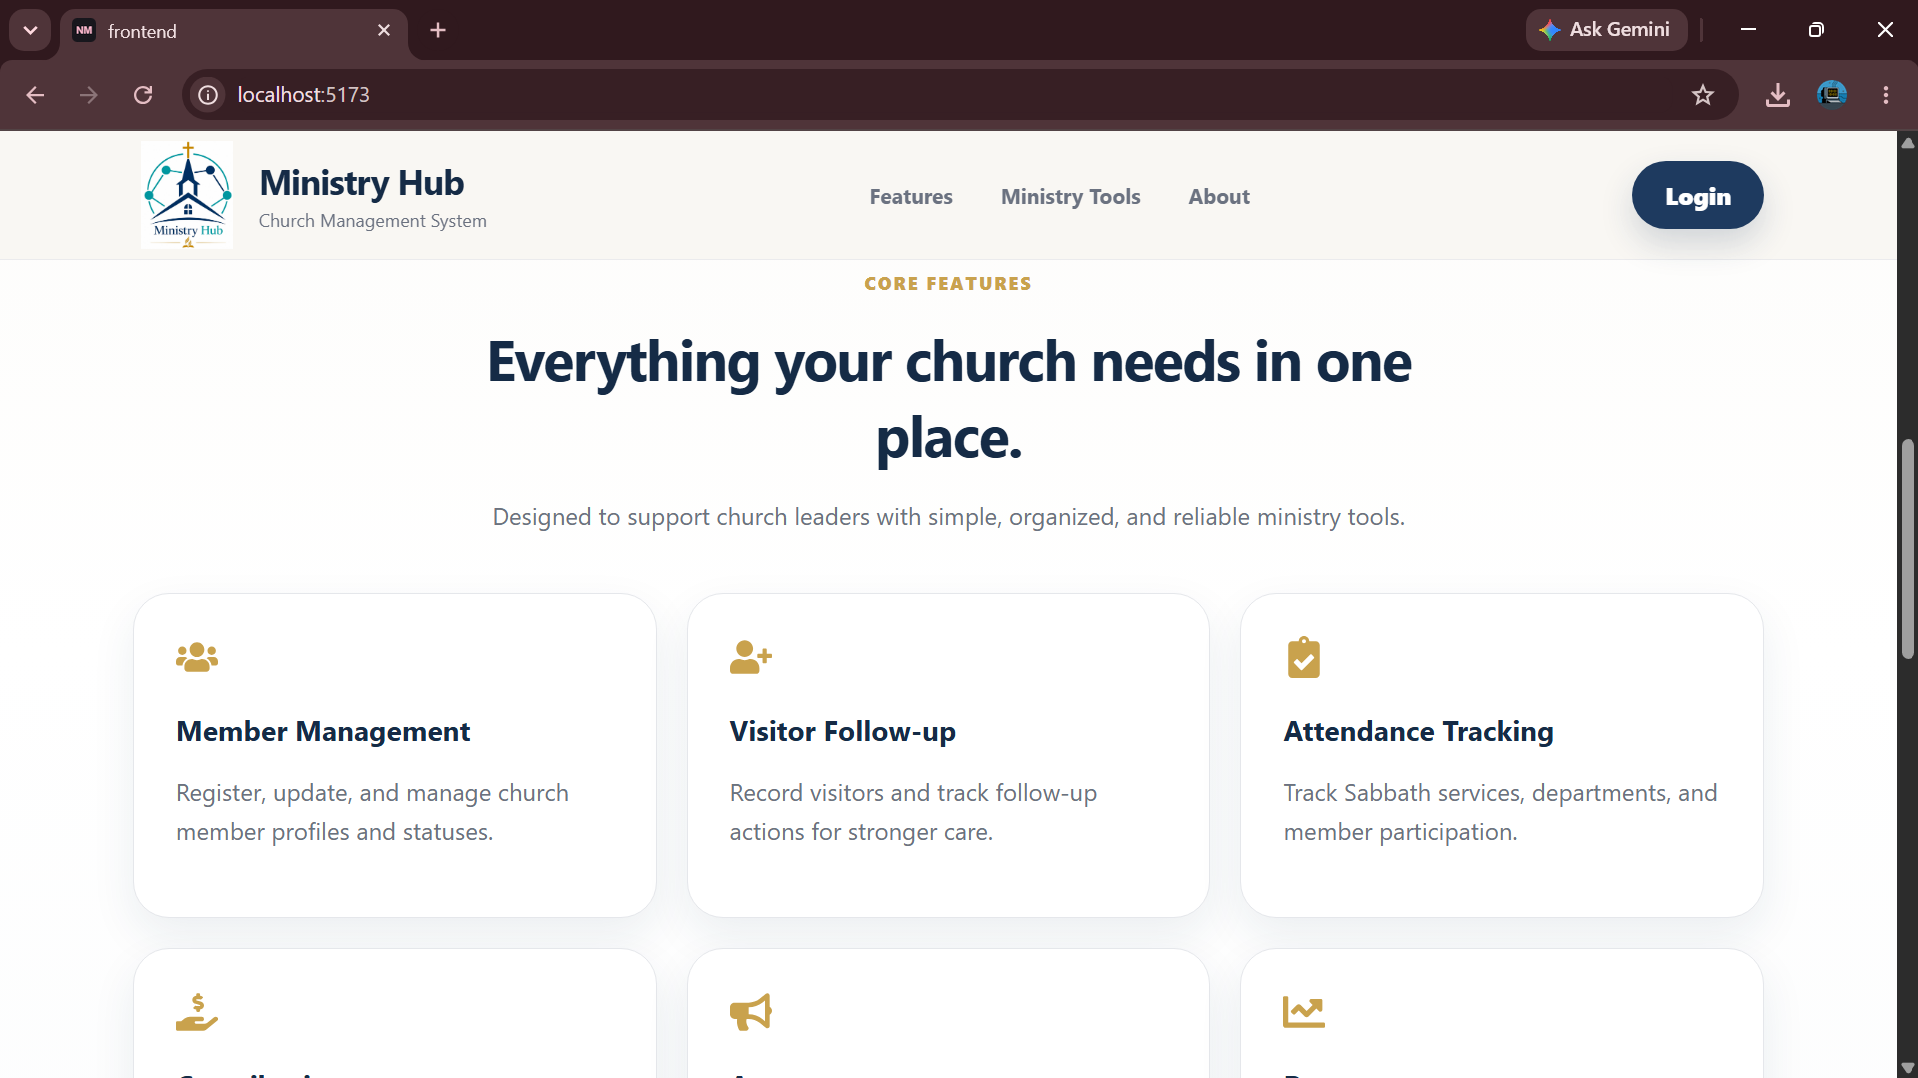 NM
frontend
Ask Gemini
localhost:5173
Ministry Hub
Ministry Hub
Church Management System
Features
Ministry Tools
About
Login
CORE FEATURES
Everything your church needs in one
place.
Designed to support church leaders with simple, organized, and reliable ministry tools.
Member Management
Register, update, and manage church
member profiles and statuses.
Visitor Follow-up
Record visitors and track follow-up
actions for stronger care.
Attendance Tracking
Track Sabbath services, departments, and
member participation.